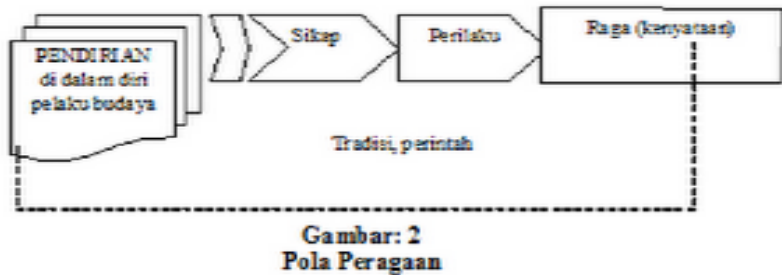 PENDIRIAN
di dalam diri
pelaku budaya
Sikap
Perilaku
Raga (kenyataan)
Tradisi, perintah
Gambar: 2
Pola Peragaan